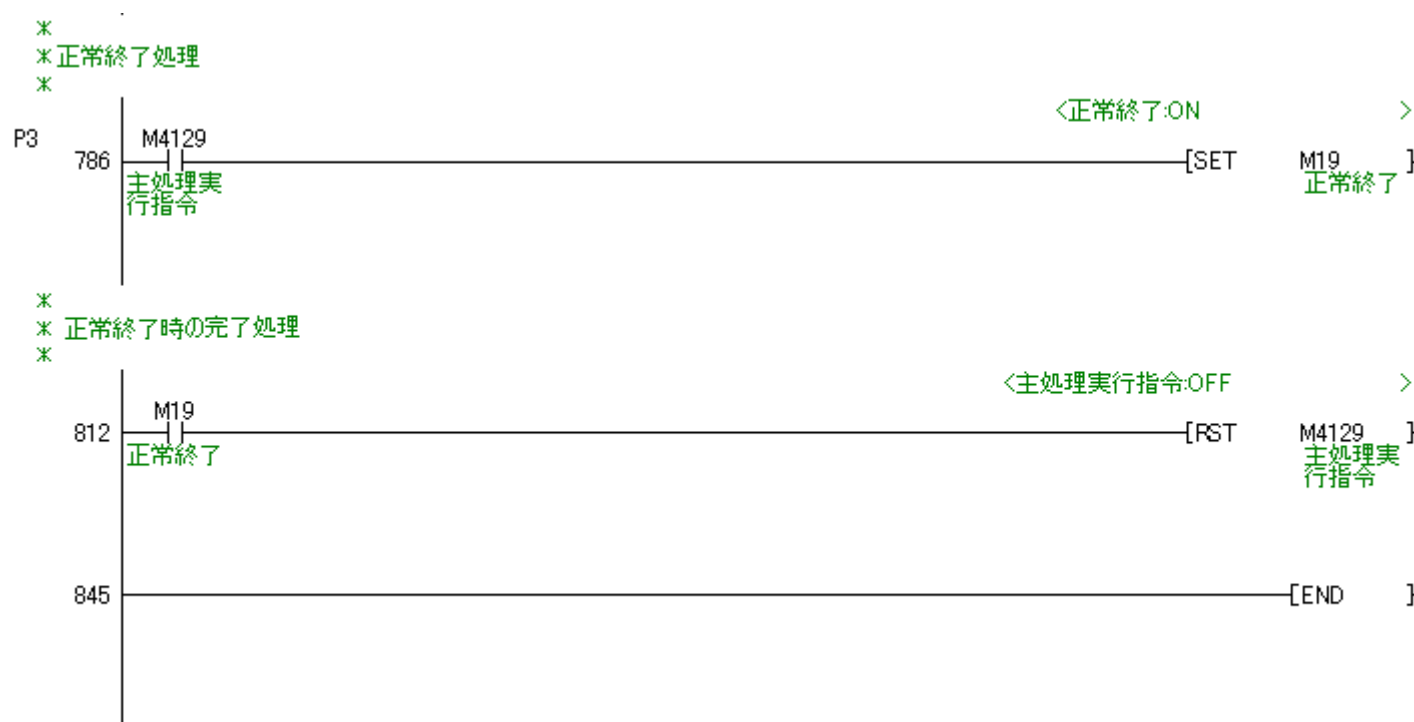 *
*正常終了処理
*
<正常終了:ON >
P3 M4129
786 [SET M19 ]
主処理実 正常終了
行指令
*
* 正常終了時の完了処理
*
<主処理実行指令:OFF >
M19
812 [RST M4129 ]
正常終了 主処理実
行指令
845 [END ]